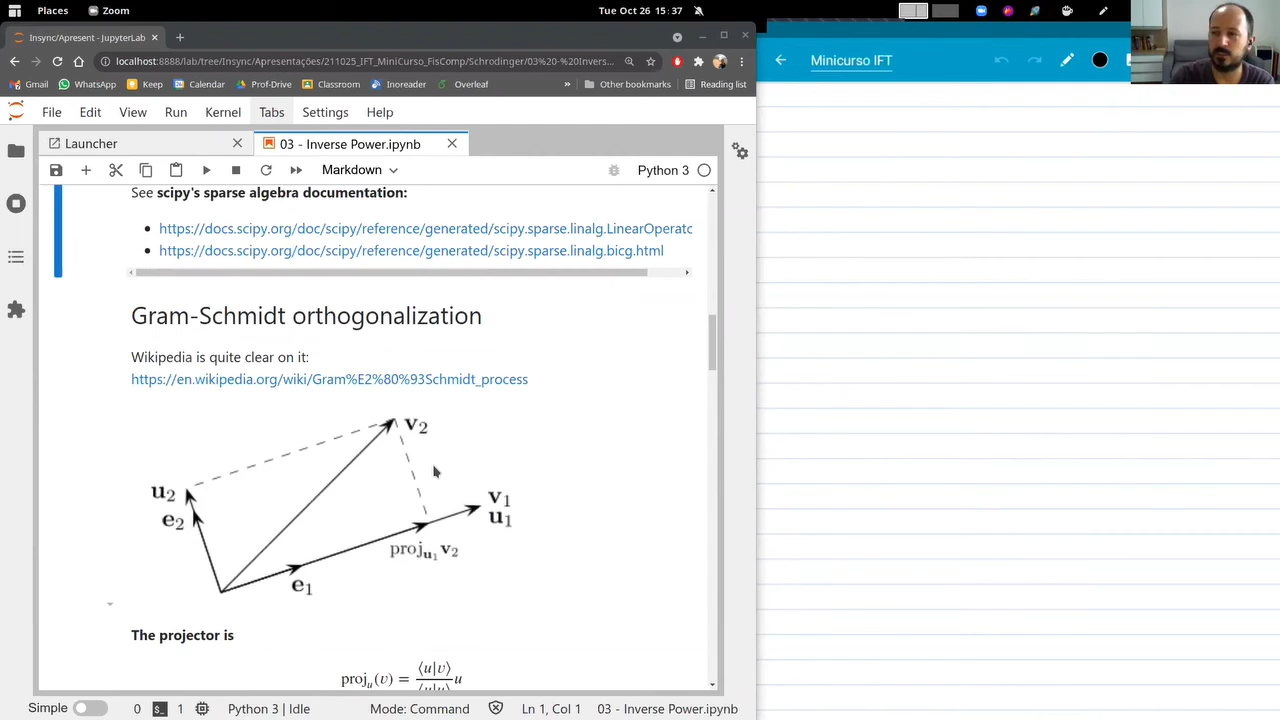 Places Zoom Tue Oct 26 15:37
Insync/Apresent - JupyterLab
Minicurso IFT
localhost:8888/lab/tree/Insync/Apresentações/211025_IFT_MiniCurso_FisComp/Schrodinger/03%20-%20Invers...
Gmail WhatsApp Keep Calendar Prof-Drive Classroom Inoreader Overleaf » Other bookmarks Reading list
File Edit View Run Kernel Tabs Settings Help
Launcher 03 - Inverse Power.ipynb
Markdown Python 3
See scipy's sparse algebra documentation:
• https://docs.scipy.org/doc/scipy/reference/generated/scipy.sparse.linalg.LinearOperatc
• https://docs.scipy.org/doc/scipy/reference/generated/scipy.sparse.linalg.bicg.html
Gram-Schmidt orthogonalization
Wikipedia is quite clear on it:
https://en.wikipedia.org/wiki/Gram%E2%80%93Schmidt_process
v2
u2
v1
e2
u1
proj_u1 v2
e1
The projector is
proj_u(v) = ⟨u|v⟩/⟨u|u⟩ u
Simple 0 1 Python 3 | Idle Mode: Command Ln 1, Col 1 03 - Inverse Power.ipynb